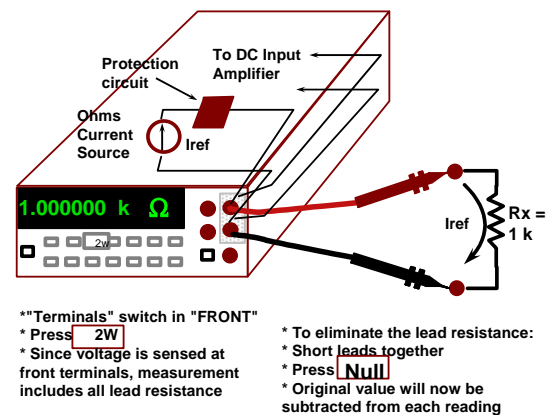 To DC Input
Amplifier
Protection
circuit
Ohms
Current
Source
Iref
1.000000 k Ω
2w
Iref
Rx =
1 k
*"Terminals" switch in "FRONT"
* Press 2W
* Since voltage is sensed at
front terminals, measurement
includes all lead resistance
* To eliminate the lead resistance:
* Short leads together
* Press Null
* Original value will now be
subtracted from each reading